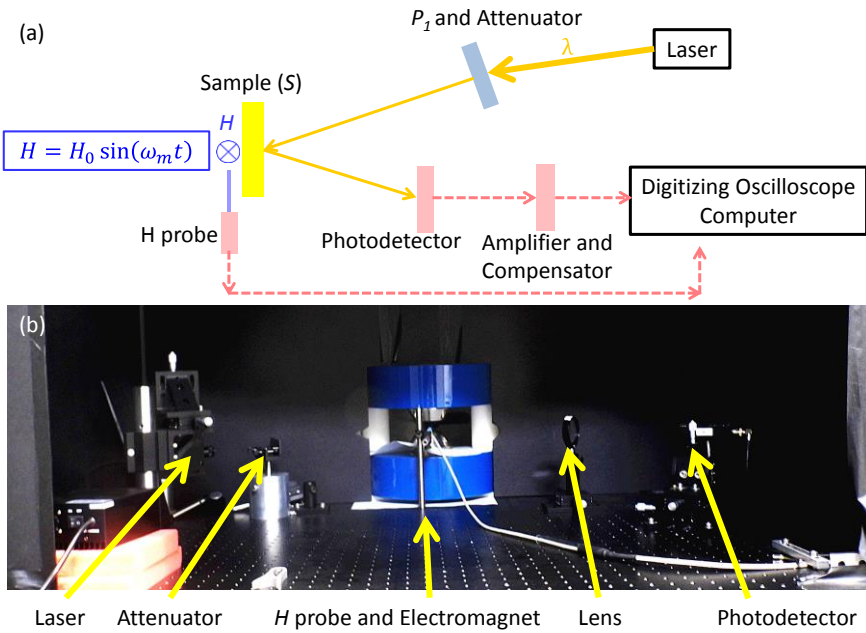 (a)
P1 and Attenuator
λ
Laser
Sample (S)
H
H = H0 sin(ωmt)
H probe
Photodetector
Amplifier and
Compensator
Digitizing Oscilloscope
Computer
(b)
Laser
Attenuator
H probe and Electromagnet
Lens
Photodetector